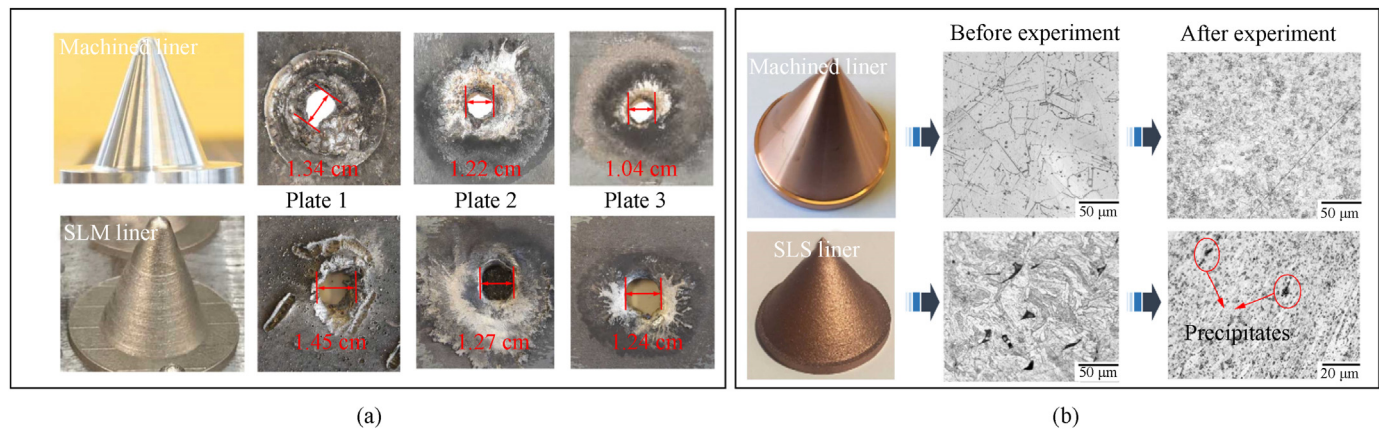 Machined liner
1.34 cm
1.22 cm
1.04 cm
Plate 1
Plate 2
Plate 3
SLM liner
1.45 cm
1.27 cm
1.24 cm
(a)
Before experiment
After experiment
Machined liner
50 μm
50 μm
SLS liner
Precipitates
50 μm
20 μm
(b)